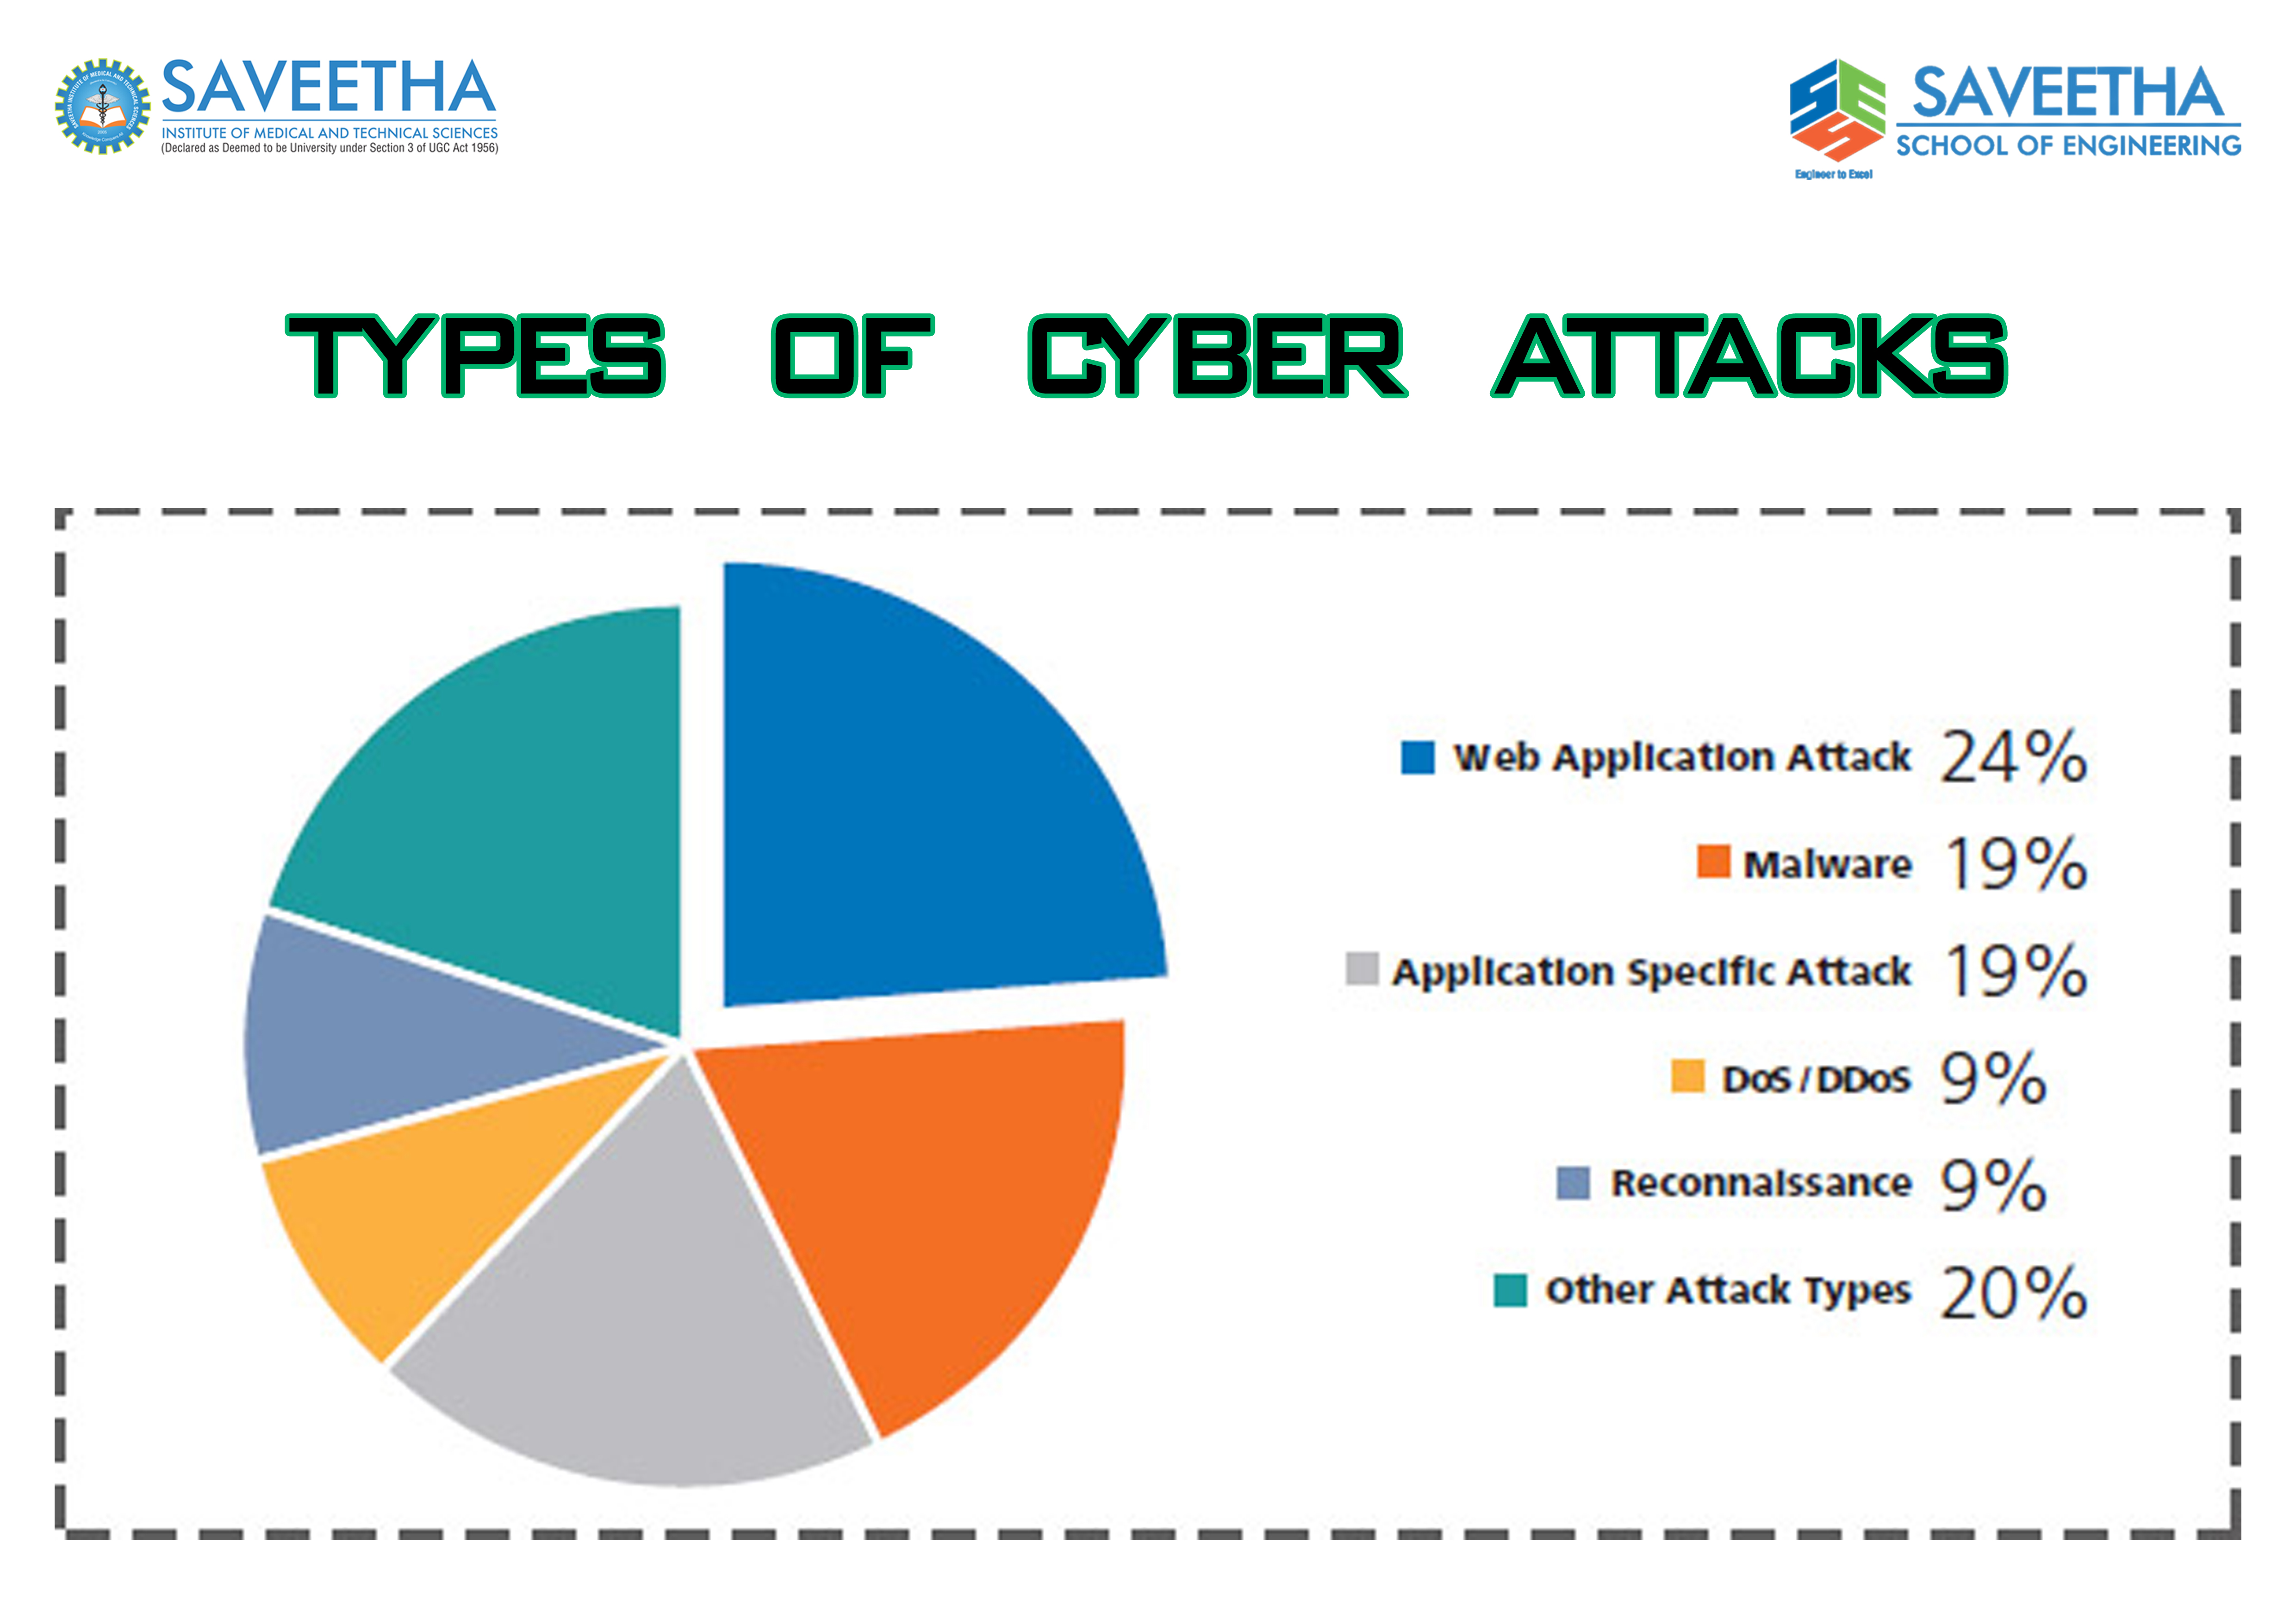 SAVEETHA
INSTITUTE OF MEDICAL AND TECHNICAL SCIENCES
(Declared as Deemed to be University under Section 3 of UGC Act 1956)
SAVEETHA
SCHOOL OF ENGINEERING
Engineer to Excel
TYPES OF CYBER ATTACKS
Web Application Attack 24%
Malware 19%
Application Specific Attack 19%
DoS / DDoS 9%
Reconnaissance 9%
Other Attack Types 20%